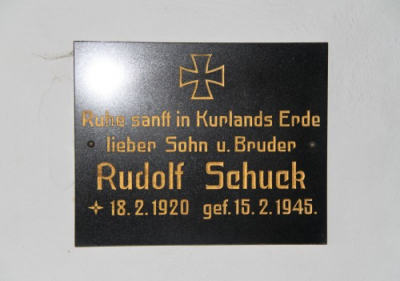 Ruhe sanft in Kurlands Erde
lieber Sohn u. Bruder
Rudolf Schuck
18.2.1920 gef. 15.2.1945.